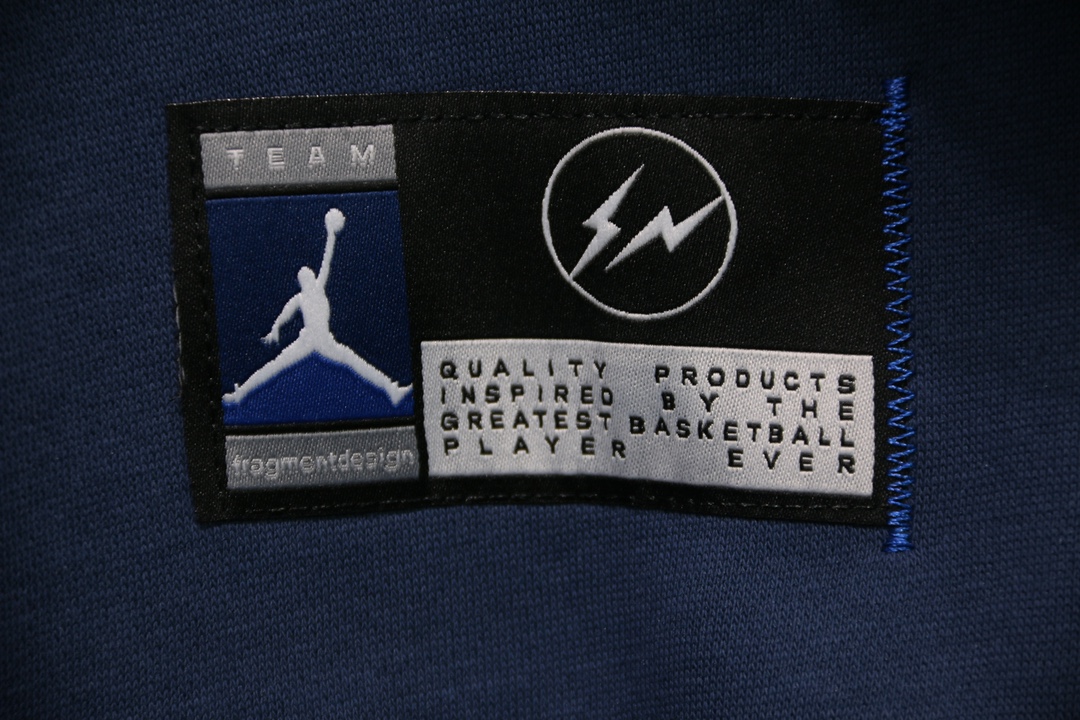 TEAM
fragmentdesign
QUALITY PRODUCTS
INSPIRED BY THE
GREATEST BASKETBALL
PLAYER EVER